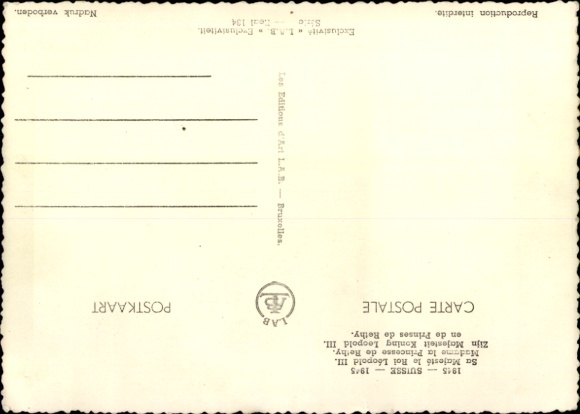 1945 — SUISSE — 1945
Sa Majesté le Roi Léopold III.
Madame la Princesse de Rethy.
Zijn Majesteit Koning Leopold III.
en de Prinses de Rethy.
CARTE POSTALE
LAB
POSTKAART
Les Editions d'Art L.A.B. — Bruxelles.
Exclusivité « L.A.B. » Exclusiviteit.
Série — Reeks 134
Reproduction interdite.
Nadruk verboden.